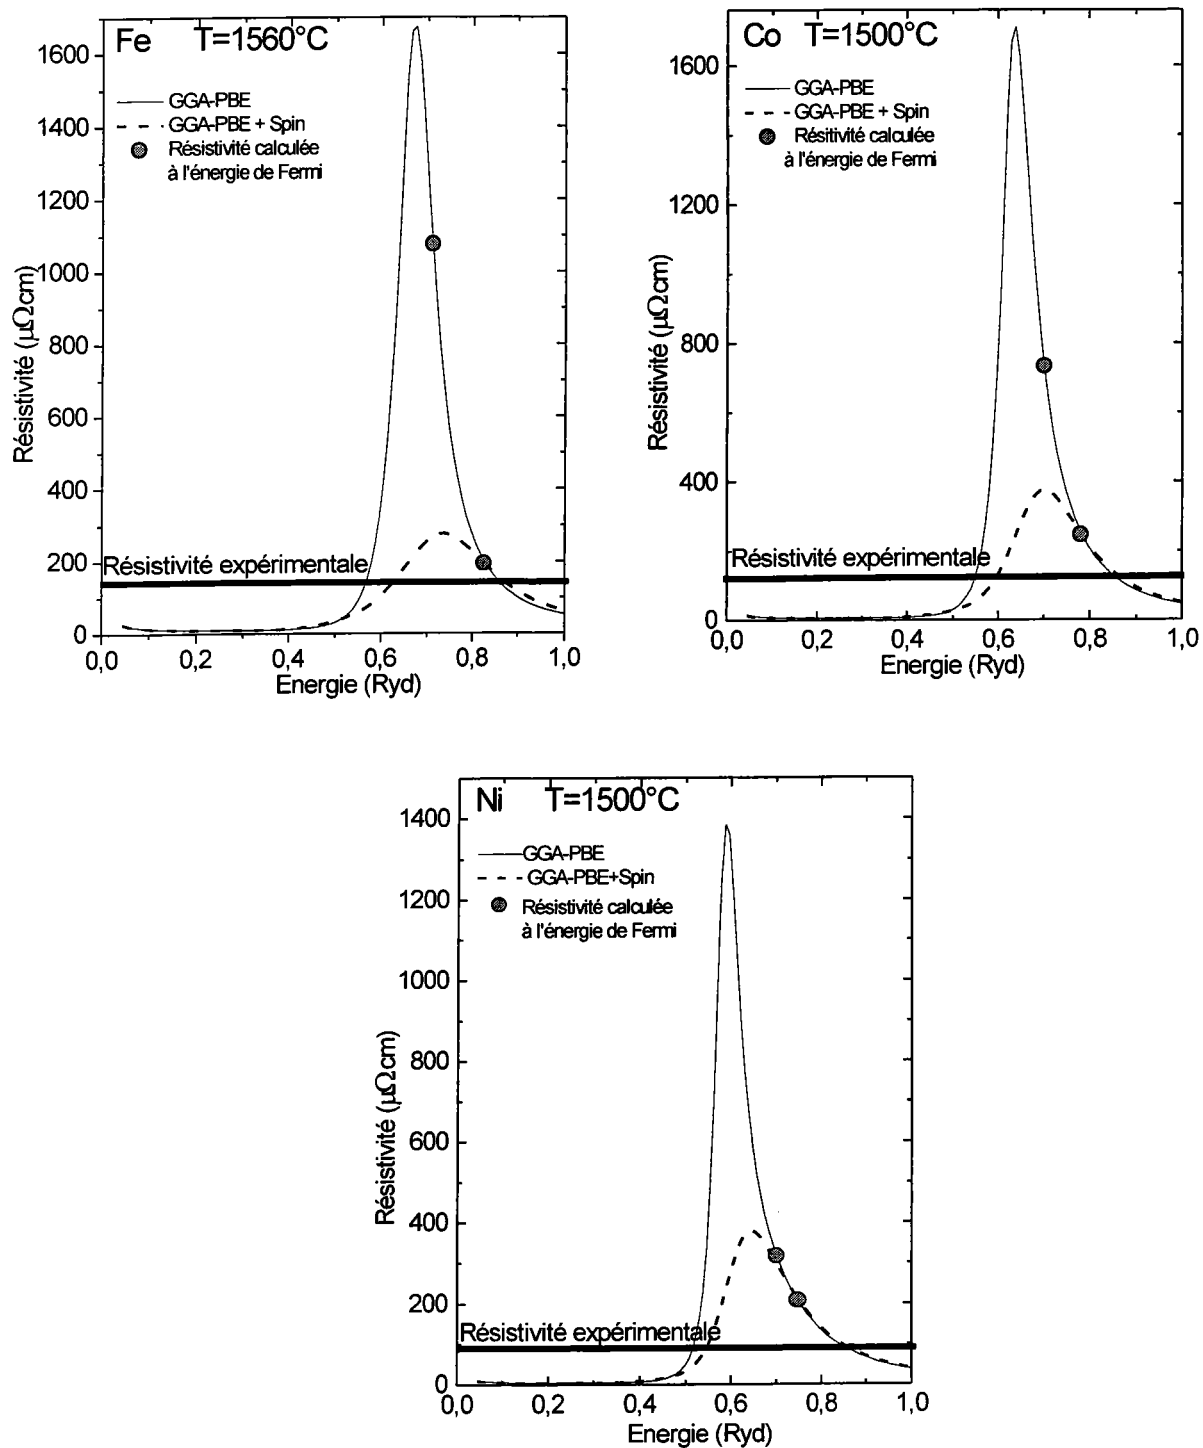 Fe T=1560°C
GGA-PBE
GGA-PBE + Spin
Résistivité calculée
à l'énergie de Fermi
Résistivité (µΩcm)
1600
1400
1200
1000
800
600
400
200
0
Résistivité expérimentale
0,0 0,2 0,4 0,6 0,8 1,0
Energie (Ryd)
Co T=1500°C
GGA-PBE
GGA-PBE + Spin
Résitivité calculée
à l'énergie de Fermi
Résistivité (µΩcm)
1600
1200
800
400
0
Résistivité expérimentale
0,0 0,2 0,4 0,6 0,8 1,0
Energie (Ryd)
Ni T=1500°C
GGA-PBE
GGA-PBE+Spin
Résistivité calculée
à l'énergie de Fermi
Résistivité (µΩcm)
1400
1200
1000
800
600
400
200
0
Résistivité expérimentale
0,0 0,2 0,4 0,6 0,8 1,0
Energie (Ryd)